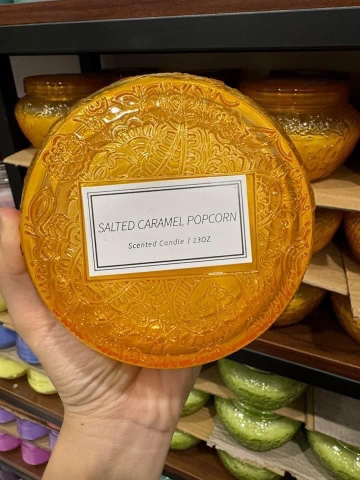 SALTED CARAMEL POPCORN
Scented Candle / 13OZ